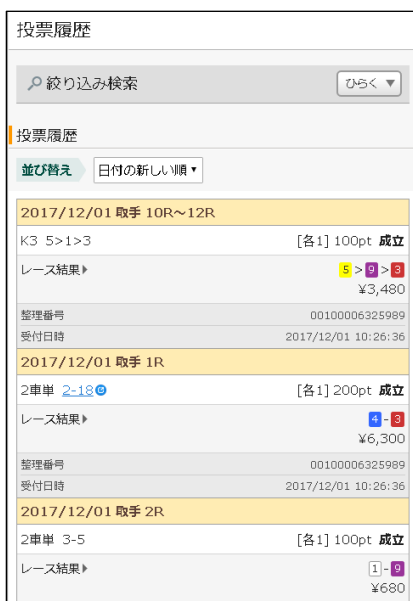 投票履歴
絞り込み検索 ひらく ▼
投票履歴
並び替え 日付の新しい順 ▼
2017/12/01 取手 10R～12R
K3 5>1>3 [各1] 100pt 成立
レース結果▶ 5 > 9 > 3
¥3,480
整理番号 00100006325989
受付日時 2017/12/01 10:26:36
2017/12/01 取手 1R
2車単 2-18 [各1] 200pt 成立
レース結果▶ 4 - 3
¥6,300
整理番号 00100006325989
受付日時 2017/12/01 10:26:36
2017/12/01 取手 2R
2車単 3-5 [各1] 100pt 成立
レース結果▶ 1 - 9
¥680